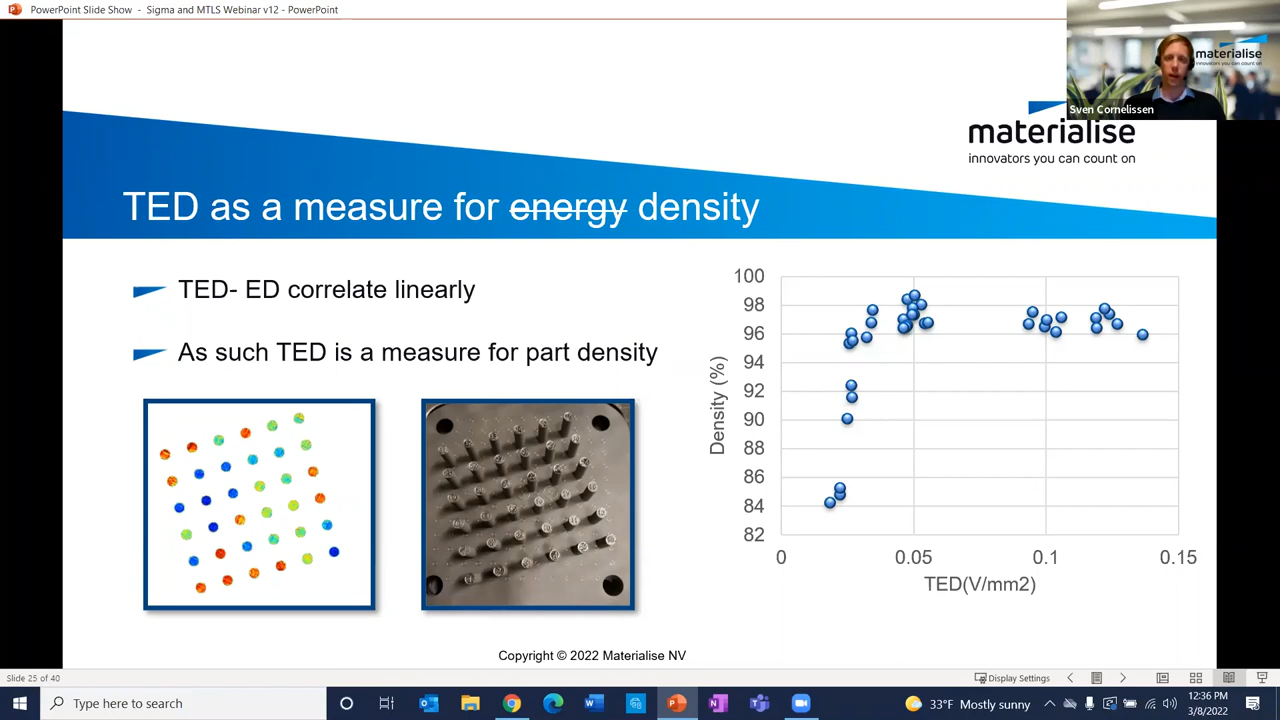 PowerPoint Slide Show - Sigma and MTLS Webinar v12 - PowerPoint
materialise
innovators you can count on
Sven Cornelissen
materialise
innovators you can count on
TED as a measure for energy density
TED- ED correlate linearly
As such TED is a measure for part density
100
98
96
94
92
90
88
86
84
82
Density (%)
0
0.05
0.1
0.15
TED(V/mm2)
Copyright © 2022 Materialise NV
Slide 25 of 40
Display Settings
Type here to search
33°F Mostly sunny
12:36 PM
3/8/2022